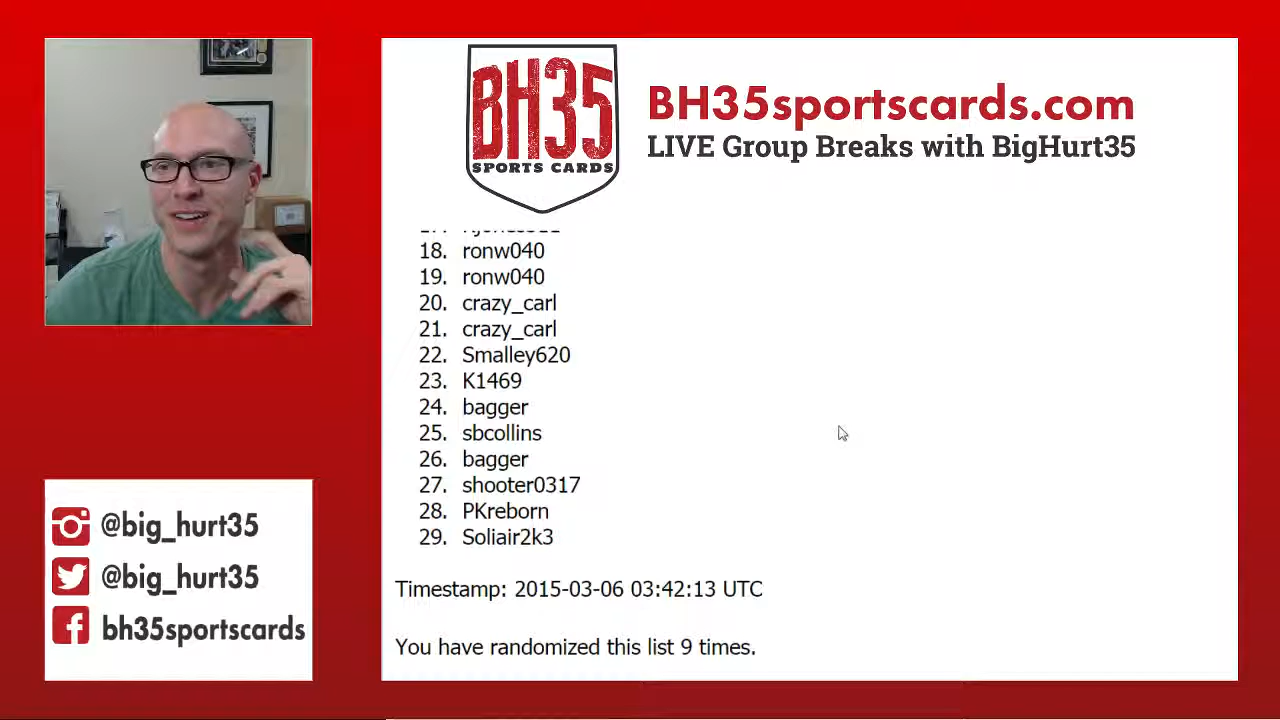 BH35
SPORTS CARDS
BH35sportscards.com
LIVE Group Breaks with BigHurt35
18. ronw040
19. ronw040
20. crazy_carl
21. crazy_carl
22. Smalley620
23. K1469
24. bagger
25. sbcollins
26. bagger
27. shooter0317
28. PKreborn
29. Soliair2k3
Timestamp: 2015-03-06 03:42:13 UTC
You have randomized this list 9 times.
@big_hurt35
@big_hurt35
bh35sportscards